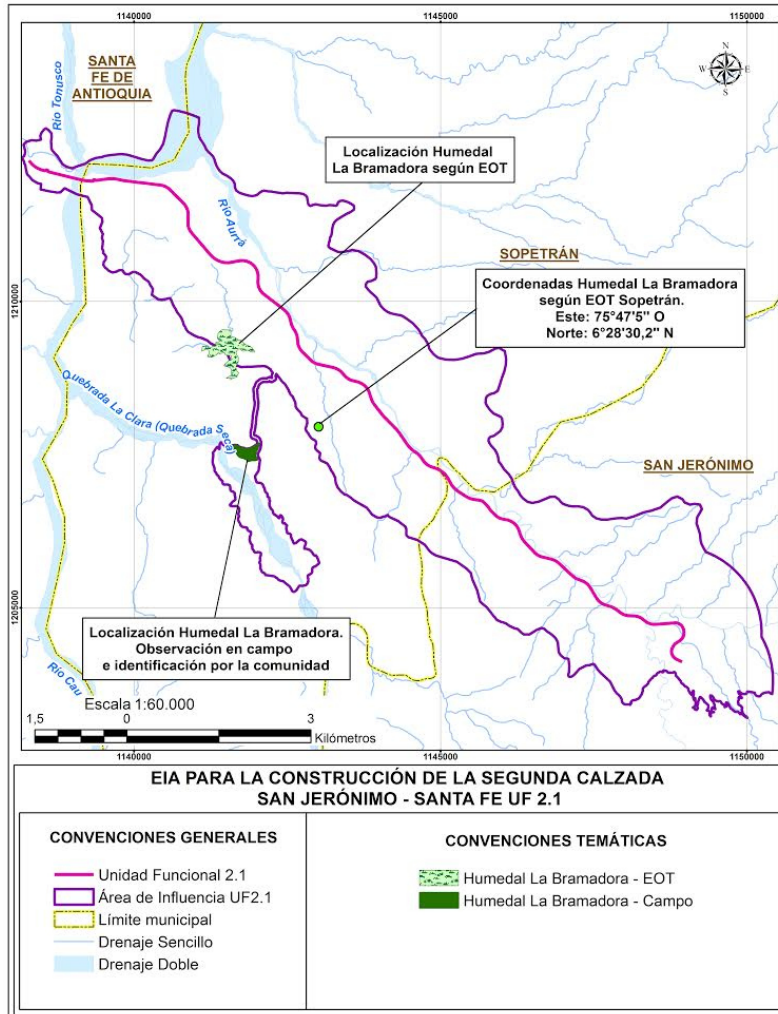 1140000
1145000
1150000
SANTA
FE DE
ANTIOQUIA
Río Tonusco
N
W
E
S
Localización Humedal
La Bramadora según EOT
Río Aurrá
SOPETRÁN
Coordenadas Humedal La Bramadora
según EOT Sopetrán.
Este: 75°47'5" O
Norte: 6°28'30,2" N
1210000
Quebrada La Clara (Quebrada Seca)
SAN JERÓNIMO
1205000
Localización Humedal La Bramadora.
Observación en campo
e identificación por la comunidad
Río Cau
Escala 1:60.000
1,5
0
3
Kilómetros
1140000
1145000
1150000
EIA PARA LA CONSTRUCCIÓN DE LA SEGUNDA CALZADA
SAN JERÓNIMO - SANTA FE UF 2.1
CONVENCIONES GENERALES
Unidad Funcional 2.1
Área de Influencia UF2.1
Límite municipal
Drenaje Sencillo
Drenaje Doble
CONVENCIONES TEMÁTICAS
Humedal La Bramadora - EOT
Humedal La Bramadora - Campo